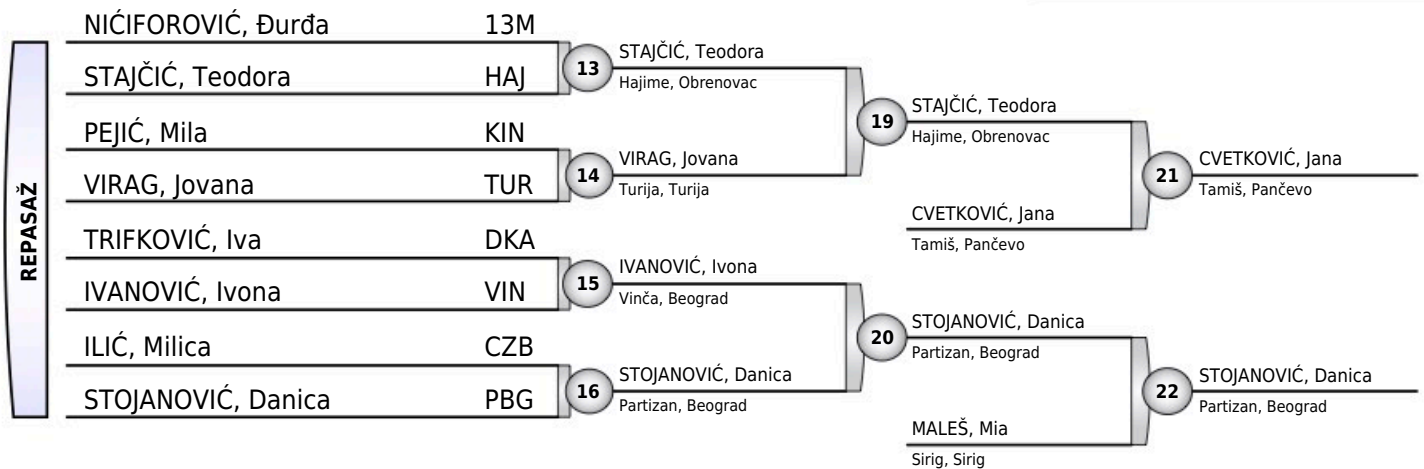 REPASAŽ
NIĆIFOROVIĆ, Đurđa 13M
STAJČIĆ, Teodora HAJ
PEJIĆ, Mila KIN
VIRAG, Jovana TUR
TRIFKOVIĆ, Iva DKA
IVANOVIĆ, Ivona VIN
ILIĆ, Milica CZB
STOJANOVIĆ, Danica PBG
13
STAJČIĆ, Teodora
Hajime, Obrenovac
14
VIRAG, Jovana
Turija, Turija
15
IVANOVIĆ, Ivona
Vinča, Beograd
16
STOJANOVIĆ, Danica
Partizan, Beograd
19
STAJČIĆ, Teodora
Hajime, Obrenovac
CVETKOVIĆ, Jana
Tamiš, Pančevo
20
STOJANOVIĆ, Danica
Partizan, Beograd
MALEŠ, Mia
Sirig, Sirig
21
CVETKOVIĆ, Jana
Tamiš, Pančevo
22
STOJANOVIĆ, Danica
Partizan, Beograd